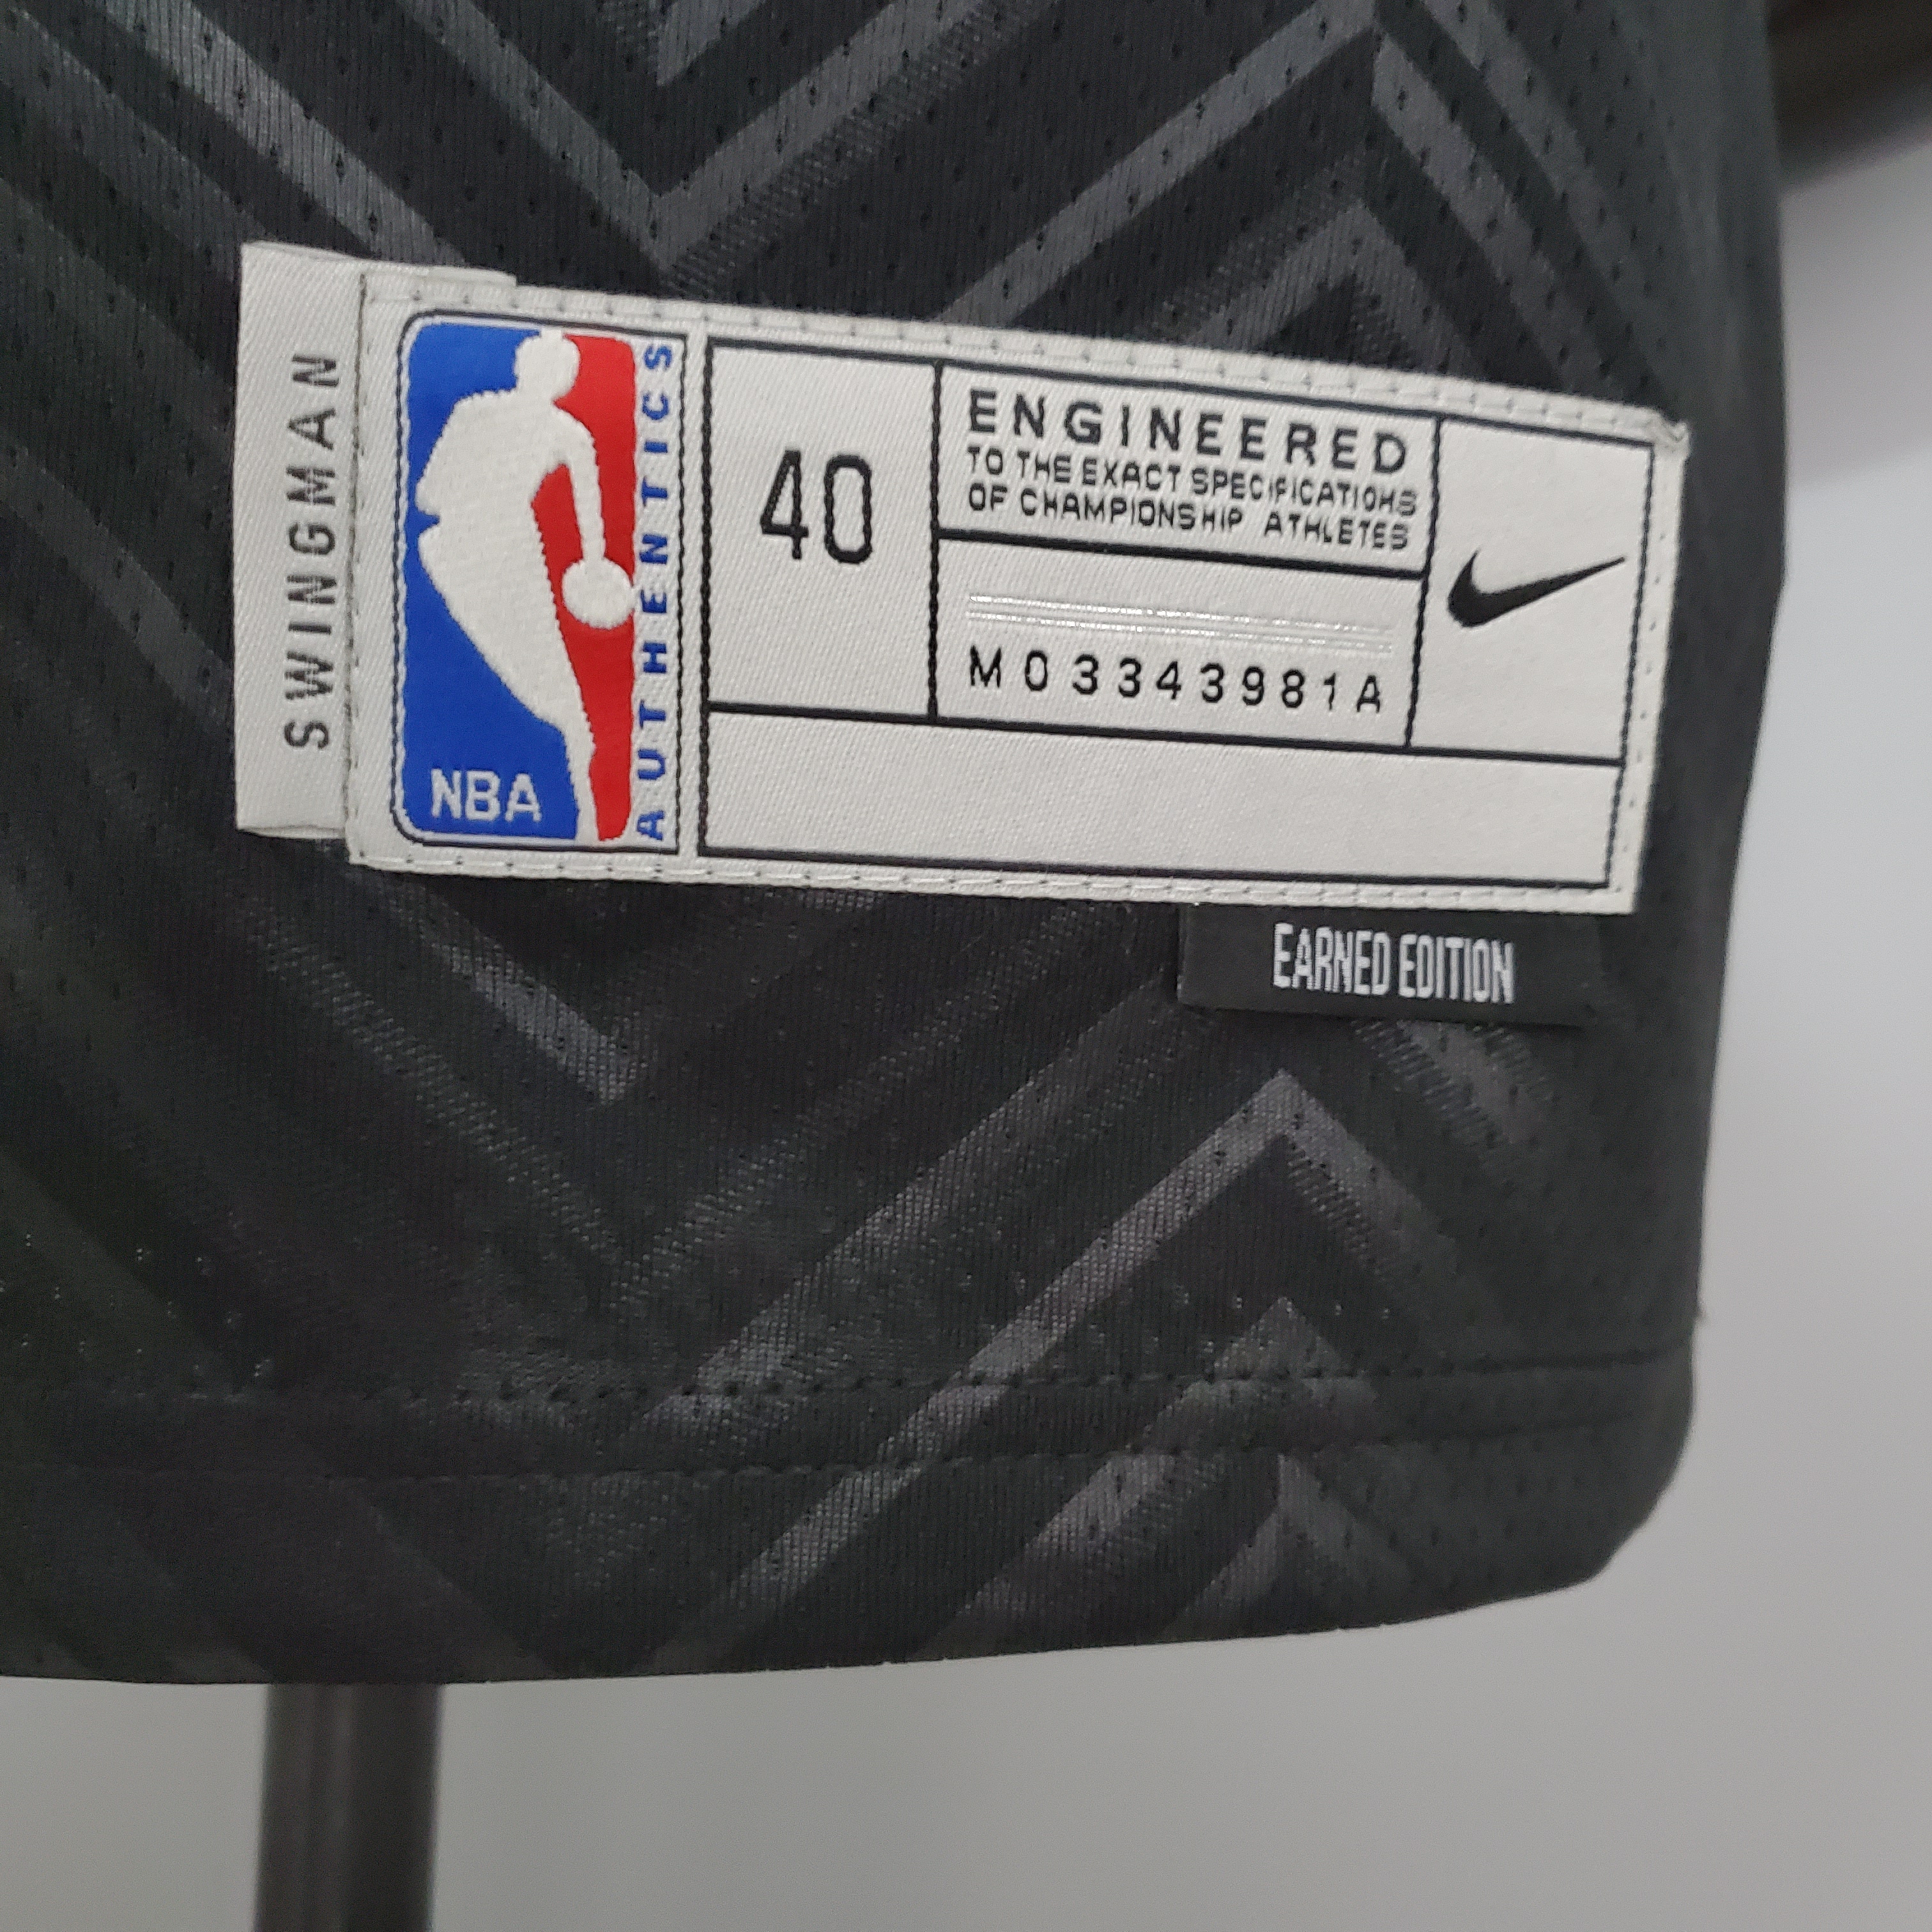 SWINGMAN
NBA
AUTHENTICS
40
ENGINEERED
TO THE EXACT SPECIFICATIONS
OF CHAMPIONSHIP ATHLETES
M03343981A
EARNED EDITION